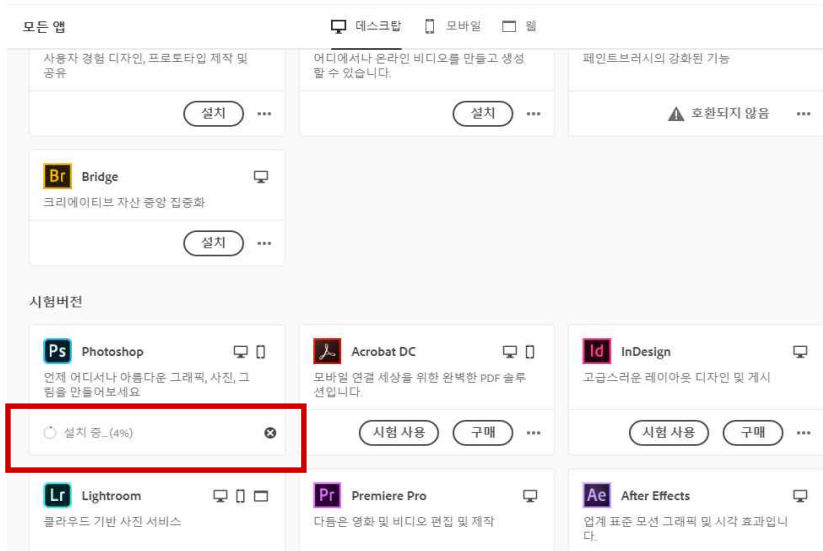 모든 앱
데스크탑
모바일
웹
사용자 경험 디자인, 프로토타입 제작 및
공유
설치
어디에서나 온라인 비디오를 만들고 생성
할 수 있습니다.
설치
페인트브러시의 강화된 기능
호환되지 않음
Br Bridge
크리에이티브 자산 중앙 집중화
설치
시험버전
Ps Photoshop
언제 어디서나 아름다운 그래픽, 사진, 그
림을 만들어보세요
설치 중...(4%)
Acrobat DC
모바일 연결 세상을 위한 완벽한 PDF 솔루
션입니다.
시험 사용
구매
Id InDesign
고급스러운 레이아웃 디자인 및 게시
시험 사용
구매
Lr Lightroom
클라우드 기반 사진 서비스
Pr Premiere Pro
다듬은 영화 및 비디오 편집 및 제작
Ae After Effects
업계 표준 모션 그래픽 및 시각 효과입니
다.